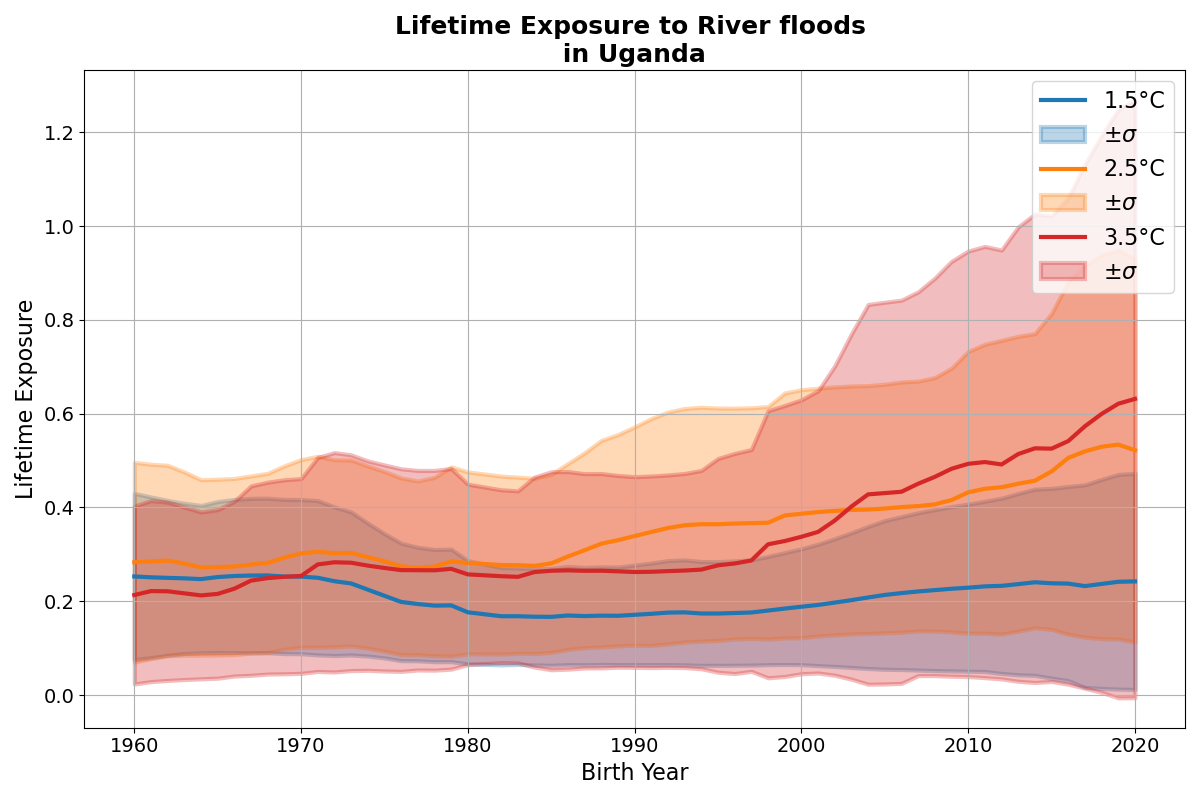 Lifetime Exposure to River floods
in Uganda
1.5°C
±σ
2.5°C
±σ
3.5°C
±σ
Lifetime Exposure
1.2
1.0
0.8
0.6
0.4
0.2
0.0
1960 1970 1980 1990 2000 2010 2020
Birth Year